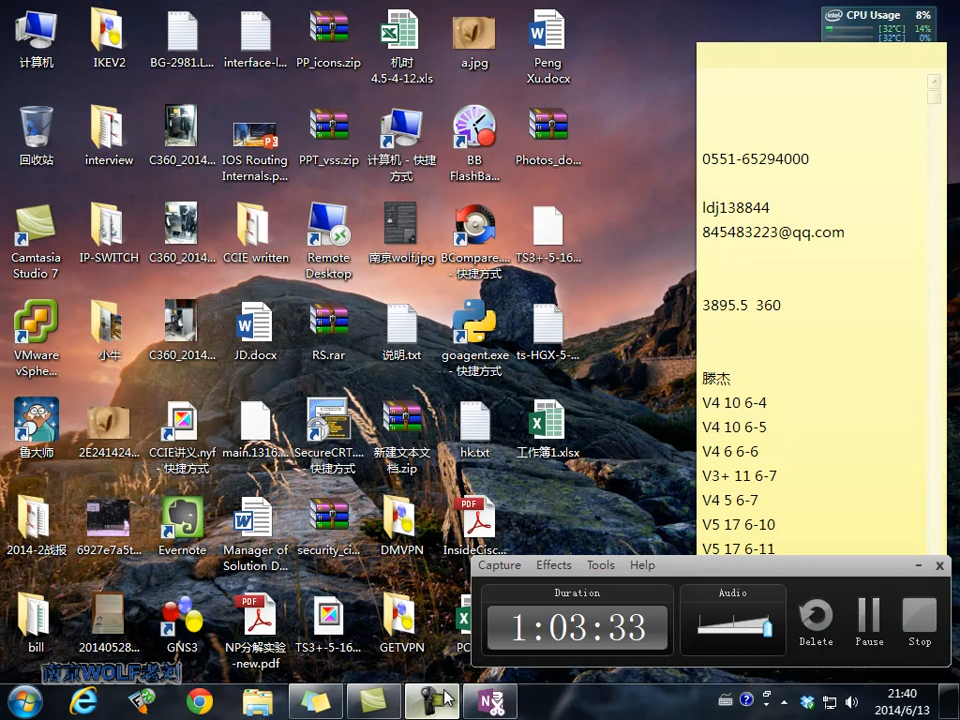 计算机
IKEV2
BG-2981.L...
interface-l...
PP_icons.zip
机时
4.5-4-12.xls
a.jpg
Peng
Xu.docx
回收站
interview
C360_2014...
IOS Routing
Internals.p...
PPT_vss.zip
计算机 - 快捷
方式
BB
FlashBa...
Photos_do...
Camtasia
Studio 7
IP-SWITCH
C360_2014...
CCIE written
Remote
Desktop
南京wolf.jpg
BCompare....
- 快捷方式
TS3+-5-16...
VMware
vSphe...
小牛
C360_2014...
JD.docx
RS.rar
说明.txt
goagent.exe
- 快捷方式
ts-HGX-5-...
鲁大师
2E241424...
CCIE讲义.nyf
- 快捷方式
main.1316....
SecureCRT....
- 快捷方式
新建文本文
档.zip
hk.txt
工作簿1.xlsx
2014-2战报
6927e7a5t...
Evernote
Manager of
Solution D...
security_ci...
DMVPN
PDF
InsideCisc...
bill
20140528...
GNS3
PDF
NP分解实验
-new.pdf
TS3+-5-16...
GETVPN
PC
intel CPU Usage 8%
[32°C] 14%
[32°C] 0%
0551-65294000
ldj138844
845483223@qq.com
3895.5 360
滕杰
V4 10 6-4
V4 10 6-5
V4 6 6-6
V3+ 11 6-7
V4 5 6-7
V5 17 6-10
V5 17 6-11
Capture Effects Tools Help
Duration
1:03:33
Audio
Delete
Pause
Stop
南京WOLF老刘
21:40
2014/6/13